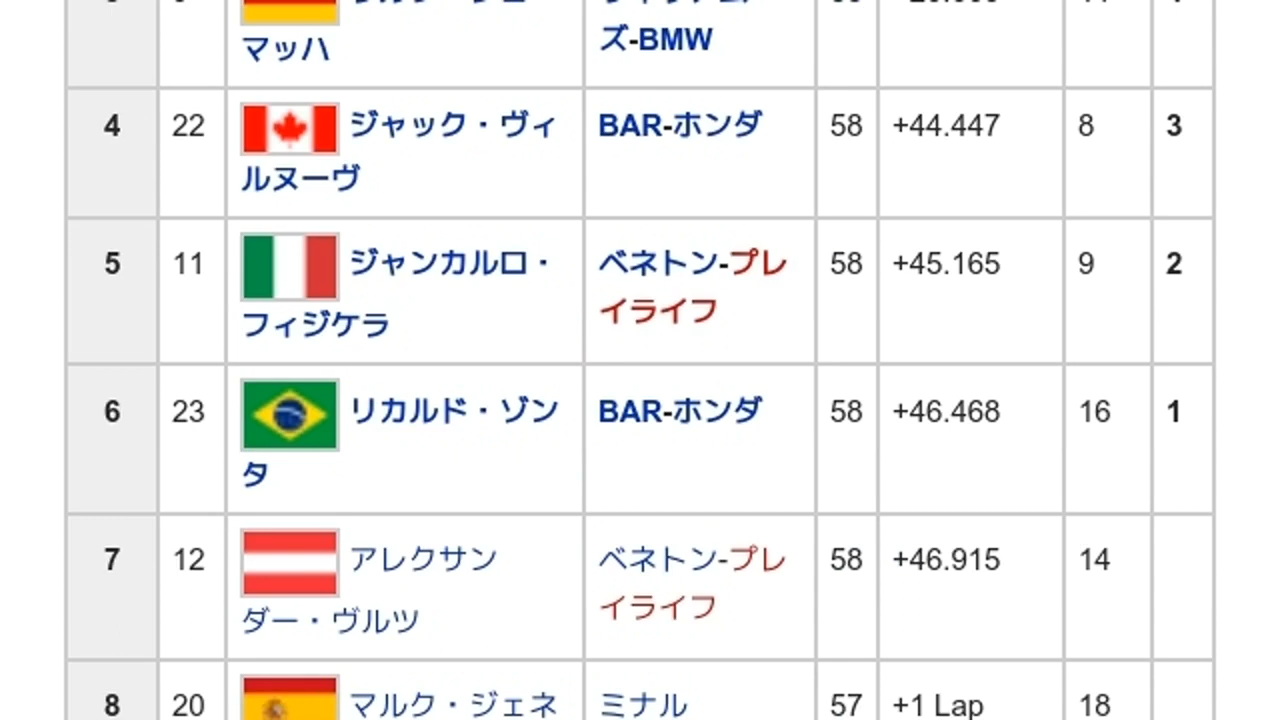 マッハ
ズ-BMW
4 22 ジャック・ヴィ BAR-ホンダ 58 +44.447 8 3
ルヌーヴ
5 11 ジャンカルロ・ ベネトン-プレ 58 +45.165 9 2
フィジケラ イライフ
6 23 リカルド・ゾン BAR-ホンダ 58 +46.468 16 1
タ
7 12 アレクサン ベネトン-プレ 58 +46.915 14
ダー・ヴルツ イライフ
8 20 マルク・ジェネ ミナル 57 +1 Lap 18